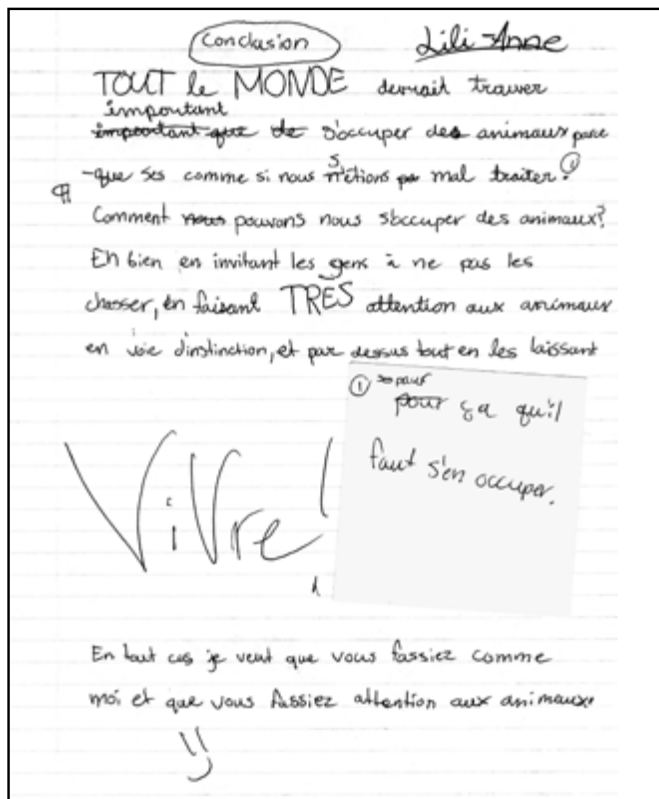 Conclusion Lili-Anne
TOUT le MONDE devrait trouver
important
important que de s'occuper des animaux parce
-que ses comme si nous s'étions mal traiter! ①
¶ Comment nous pouvons nous s'occuper des animaux?
Eh bien en invitant les gens à ne pas les
chasser, en faisant TRES attention aux animaux
en voie d'instinction, et par dessus tout en les laissant
ViVre!
① pour
pour ça qu'il
faut s'en occuper.
En tout cas je veut que vous fassiez comme
moi et que vous fassiez attention aux animaux.